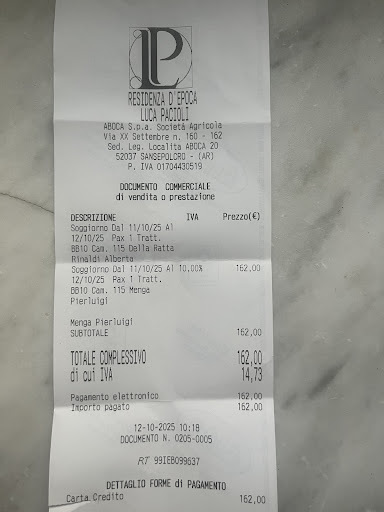 LP
RESIDENZA D'EPOCA
LUCA PACIOLI
ABOCA S.p.a. Società Agricola
Via XX Settembre n. 160 - 162
Sed. Leg. Localita ABOCA 20
52037 SANSEPOLCRO - (AR)
P. IVA 01704430519
DOCUMENTO COMMERCIALE
di vendita o prestazione
DESCRIZIONE IVA Prezzo(€)
Soggiorno Dal 11/10/25 Al
12/10/25 Pax 1 Tratt.
BB10 Cam. 115 Della Ratta
Rinaldi Alberta
Soggiorno Dal 11/10/25 Al 10,00% 162,00
12/10/25 Pax 1 Tratt.
BB10 Cam. 115 Menga
Pierluigi
Menga Pierluigi
SUBTOTALE 162,00
TOTALE COMPLESSIVO 162,00
di cui IVA 14,73
Pagamento elettronico 162,00
Importo pagato 162,00
12-10-2025 10:18
DOCUMENTO N. 0205-0005
RT 99IEB099637
DETTAGLIO FORME di PAGAMENTO
Carta Credito 162,00